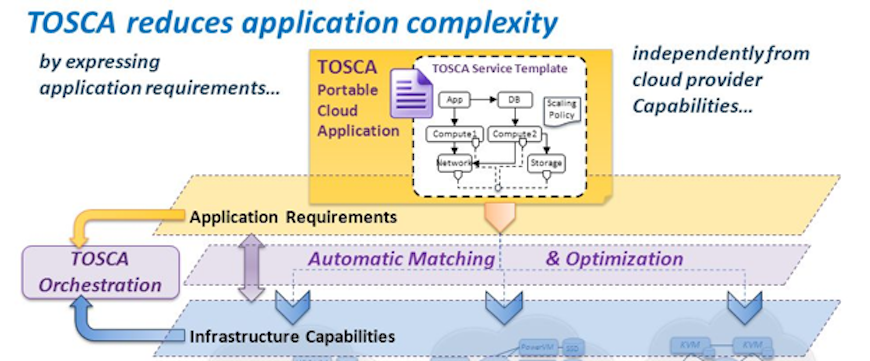 TOSCA reduces application complexity
by expressing
application requirements...
independently from
cloud provider
Capabilities...
TOSCA
Portable
Cloud
Application
TOSCA Service Template
App
DB
Scaling
Policy
Compute1
Compute2
Network
Storage
Application Requirements
TOSCA
Orchestration
Automatic Matching & Optimization
Infrastructure Capabilities
PowerVM
SSD
KVM
KVM